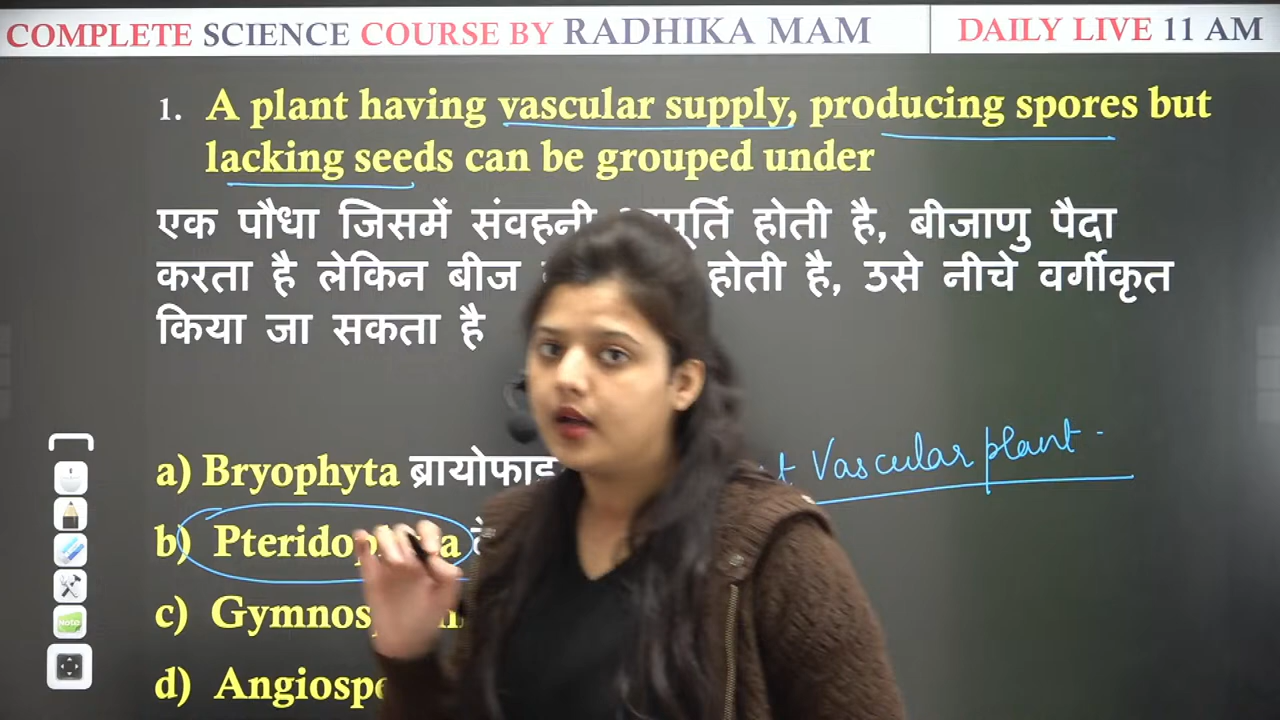 COMPLETE SCIENCE COURSE BY RADHIKA MAM
DAILY LIVE 11 AM
1. A plant having vascular supply, producing spores but
lacking seeds can be grouped under
एक पौधा जिसमें संवहनी होती है, बीजाणु पैदा
करता है लेकिन बीज होती है, उसे नीचे वर्गीकृत
किया जा सकता है
a) Bryophyta
Vascular plant.
b) Pteridophyta
c)
d)